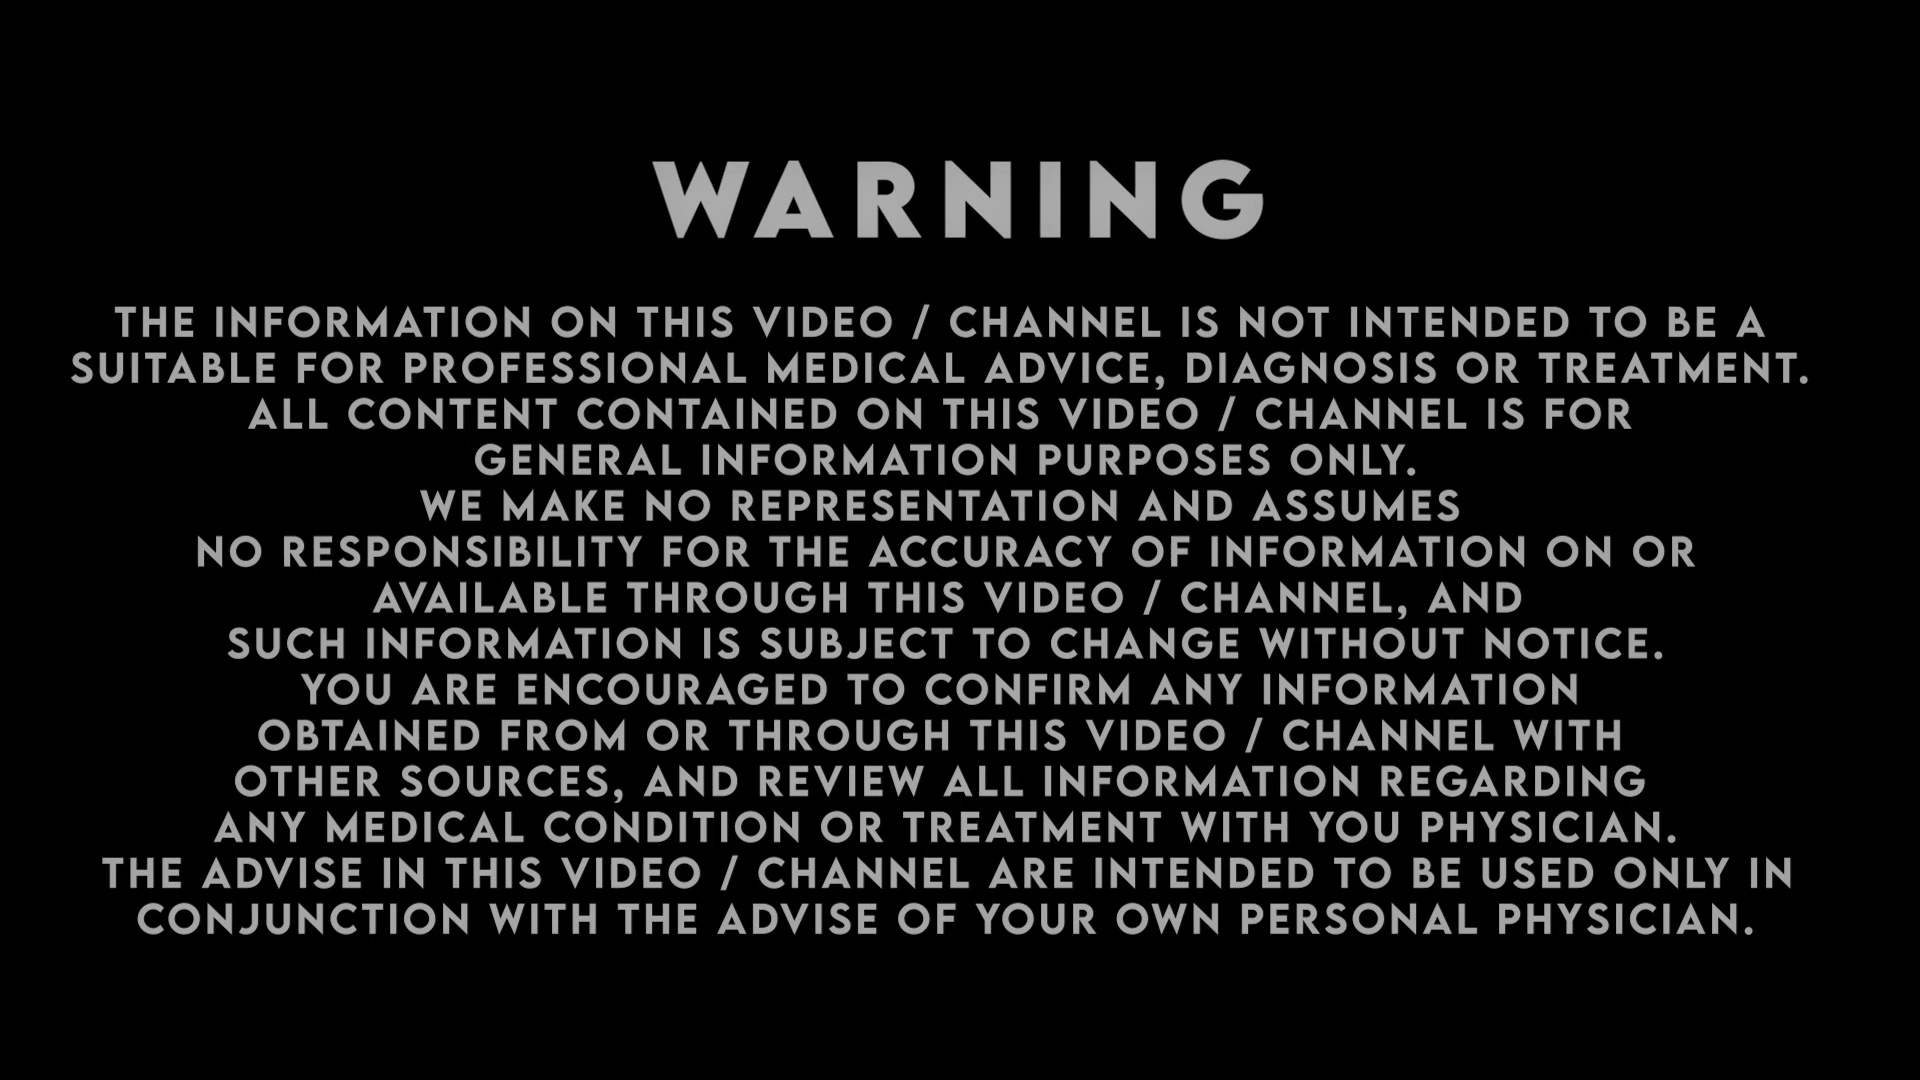 WARNING
THE INFORMATION ON THIS VIDEO / CHANNEL IS NOT INTENDED TO BE A
SUITABLE FOR PROFESSIONAL MEDICAL ADVICE, DIAGNOSIS OR TREATMENT.
ALL CONTENT CONTAINED ON THIS VIDEO / CHANNEL IS FOR
GENERAL INFORMATION PURPOSES ONLY.
WE MAKE NO REPRESENTATION AND ASSUMES
NO RESPONSIBILITY FOR THE ACCURACY OF INFORMATION ON OR
AVAILABLE THROUGH THIS VIDEO / CHANNEL, AND
SUCH INFORMATION IS SUBJECT TO CHANGE WITHOUT NOTICE.
YOU ARE ENCOURAGED TO CONFIRM ANY INFORMATION
OBTAINED FROM OR THROUGH THIS VIDEO / CHANNEL WITH
OTHER SOURCES, AND REVIEW ALL INFORMATION REGARDING
ANY MEDICAL CONDITION OR TREATMENT WITH YOU PHYSICIAN.
THE ADVISE IN THIS VIDEO / CHANNEL ARE INTENDED TO BE USED ONLY IN
CONJUNCTION WITH THE ADVISE OF YOUR OWN PERSONAL PHYSICIAN.